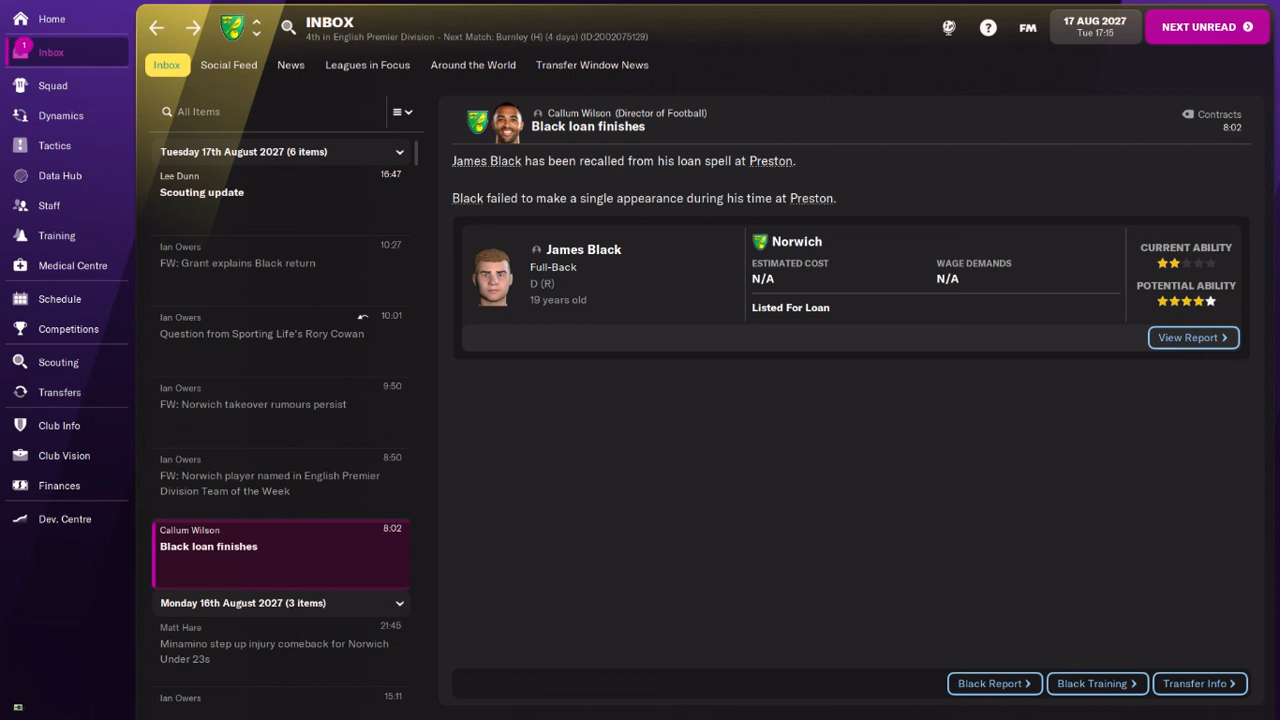 Home
1
Inbox
Squad
Dynamics
Tactics
Data Hub
Staff
Training
Medical Centre
Schedule
Competitions
Scouting
Transfers
Club Info
Club Vision
Finances
Dev. Centre
INBOX
4th in English Premier Division - Next Match: Burnley (H) (4 days) (ID:2002075129)
?
FM
17 AUG 2027
Tue 17:15
NEXT UNREAD
Inbox
Social Feed
News
Leagues in Focus
Around the World
Transfer Window News
All Items
Tuesday 17th August 2027 (6 items)
Lee Dunn
16:47
Scouting update
Ian Owers
10:27
FW: Grant explains Black return
Ian Owers
10:01
Question from Sporting Life's Rory Cowan
Ian Owers
9:50
FW: Norwich takeover rumours persist
Ian Owers
8:50
FW: Norwich player named in English Premier
Division Team of the Week
Callum Wilson
8:02
Black loan finishes
Monday 16th August 2027 (3 items)
Matt Hare
21:45
Minamino step up injury comeback for Norwich
Under 23s
Ian Owers
15:11
Callum Wilson (Director of Football)
Black loan finishes
Contracts
8:02
James Black has been recalled from his loan spell at Preston.
Black failed to make a single appearance during his time at Preston.
James Black
Full-Back
D (R)
19 years old
Norwich
ESTIMATED COST
N/A
WAGE DEMANDS
N/A
Listed For Loan
CURRENT ABILITY
POTENTIAL ABILITY
View Report
Black Report
Black Training
Transfer Info